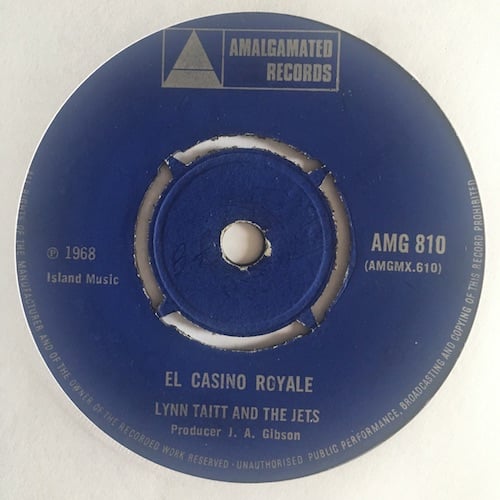 AMALGAMATED
RECORDS
℗ 1968
Island Music
AMG 810
(AMGMX.610)
EL CASINO ROYALE
LYNN TAITT AND THE JETS
Producer J. A. Gibson
OF THE MANUFACTURER AND OF THE OWNER OF THE RECORDED WORK RESERVED - UNAUTHORISED PUBLIC PERFORMANCE, BROADCASTING AND COPYING OF THIS RECORD PROHIBITED